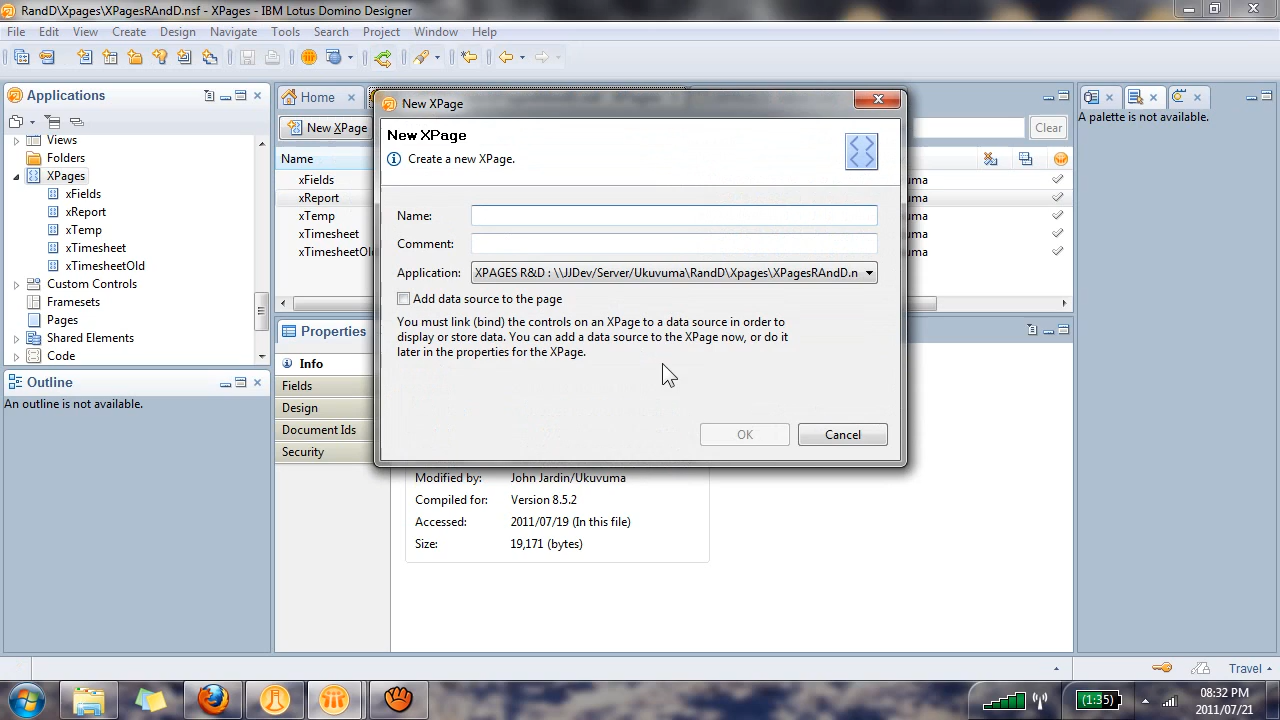 RandD\Xpages\XPagesRAndD.nsf - XPages - IBM Lotus Domino Designer
File Edit View Create Design Navigate Tools Search Project Window Help
Applications
Views
Folders
XPages
xFields
xReport
xTemp
xTimesheet
xTimesheetOld
Custom Controls
Framesets
Pages
Shared Elements
Code
Outline
An outline is not available.
Home
New XPage
Clear
Name
xFields
xReport
xTemp
xTimesheet
xTimesheetOld
uma
uma
uma
uma
uma
New XPage
New XPage
Create a new XPage.
Name:
Comment:
Application: XPAGES R&D : \\JJDev/Server/Ukuvuma\RandD\Xpages\XPagesRAndD.n
Add data source to the page
You must link (bind) the controls on an XPage to a data source in order to
display or store data. You can add a data source to the XPage now, or do it
later in the properties for the XPage.
OK Cancel
Properties
Info
Fields
Design
Document Ids
Security
Modified by: John Jardin/Ukuvuma
Compiled for: Version 8.5.2
Accessed: 2011/07/19 (In this file)
Size: 19,171 (bytes)
A palette is not available.
Travel
(1:35)
08:32 PM
2011/07/21